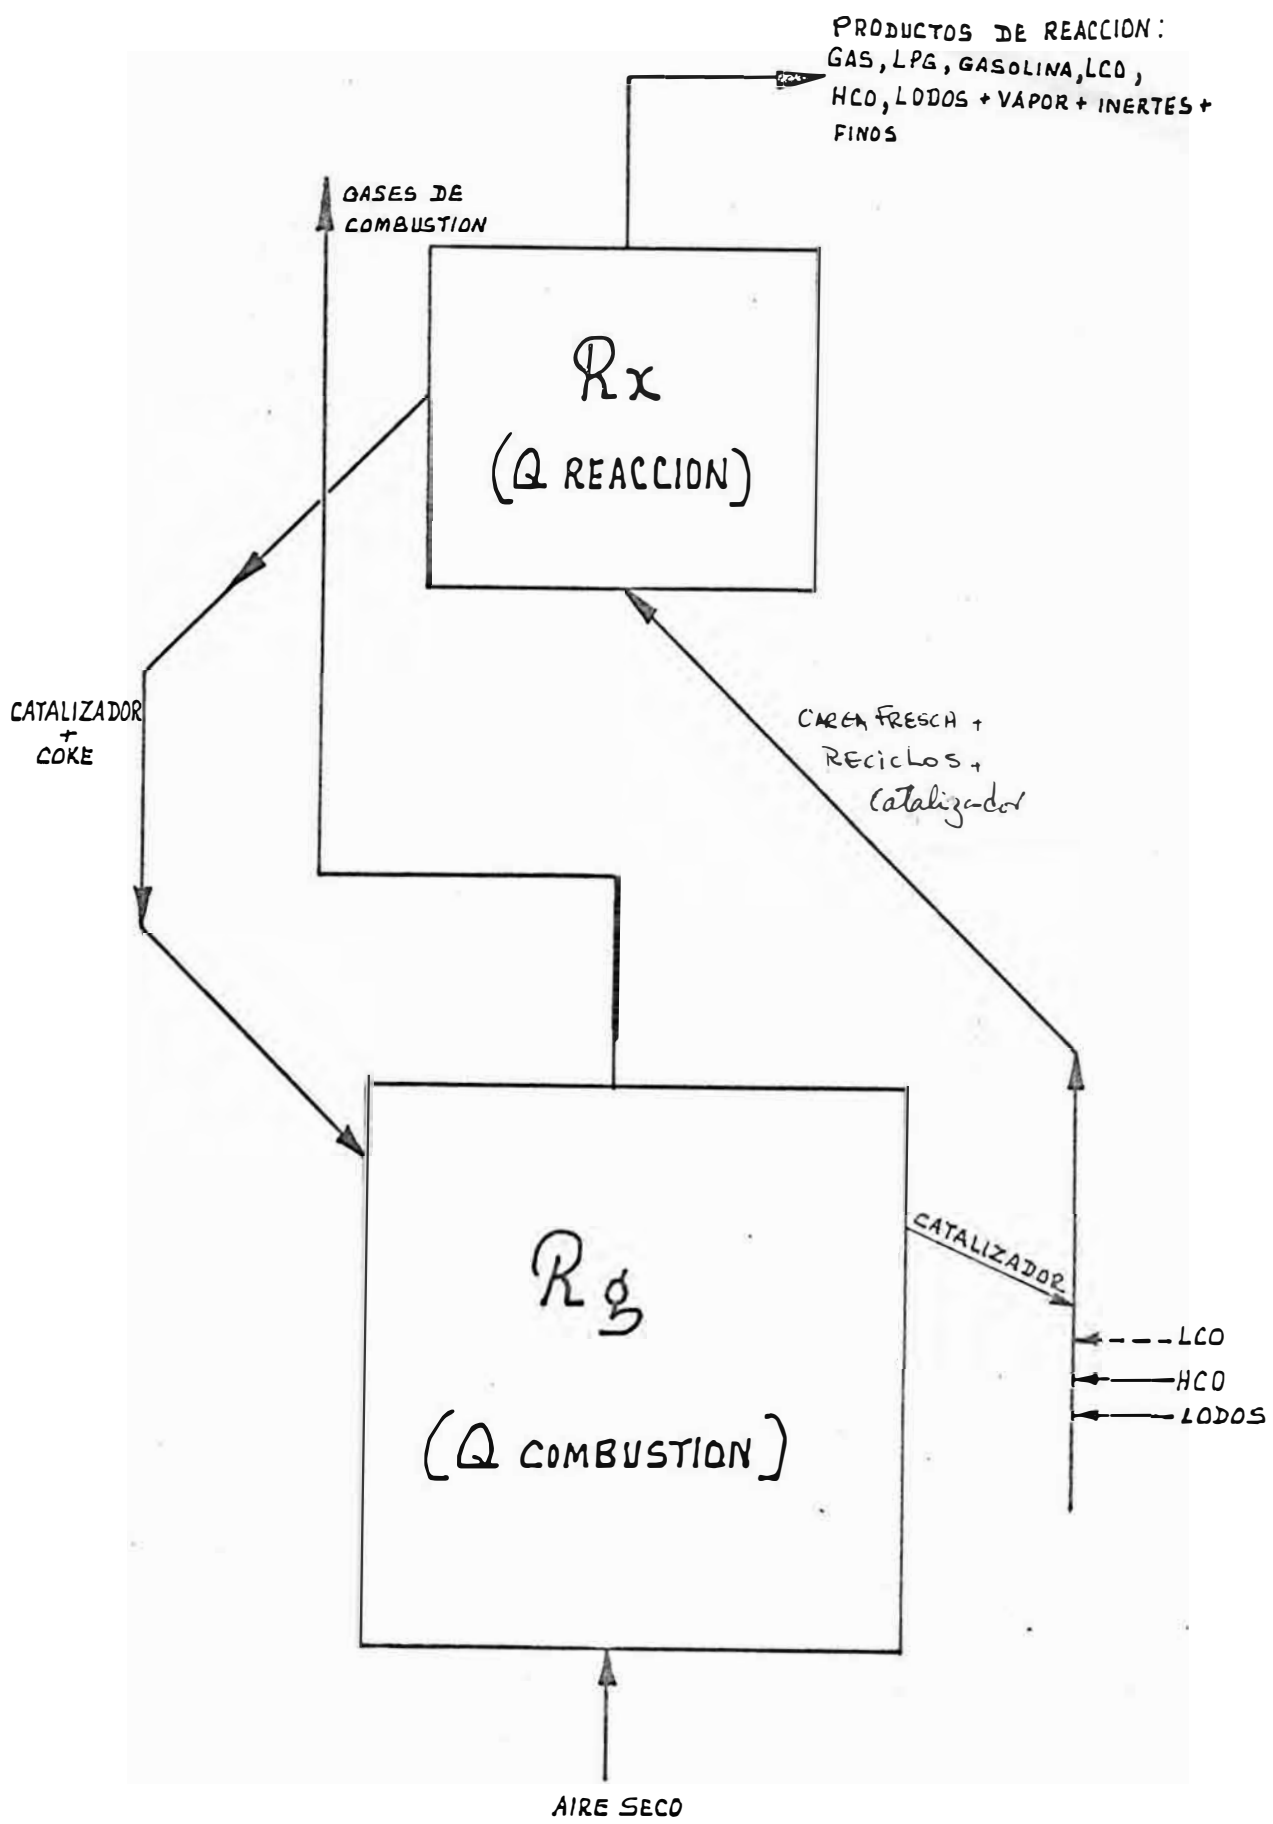 PRODUCTOS DE REACCION:
GAS, LPG, GASOLINA, LCO,
HCO, LODOS + VAPOR + INERTES +
FINOS
GASES DE
COMBUSTION
Rx
(Q REACCION)
CATALIZADOR
+
COKE
CARGA FRESCA +
RECICLOS +
Catalizador
Rg
(Q COMBUSTION)
CATALIZADOR
LCO
HCO
LODOS
AIRE SECO